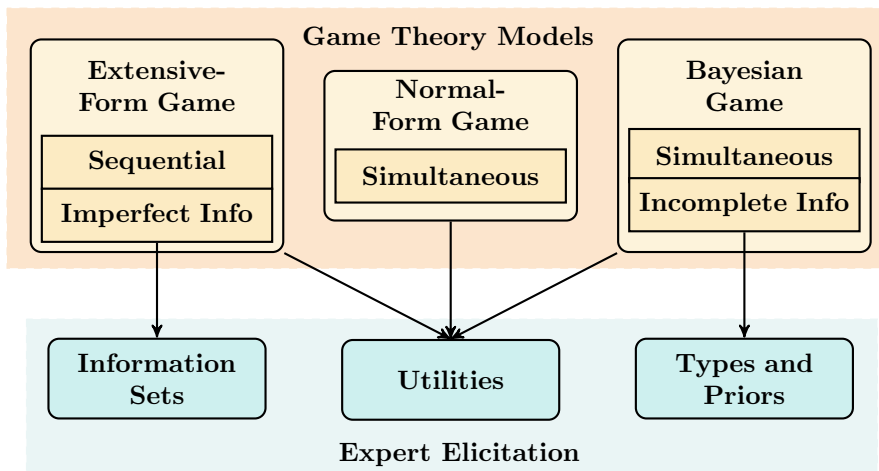 Game Theory Models
Extensive-
Form Game
Sequential
Imperfect Info
Normal-
Form Game
Simultaneous
Bayesian
Game
Simultaneous
Incomplete Info
Information
Sets
Utilities
Types and
Priors
Expert Elicitation